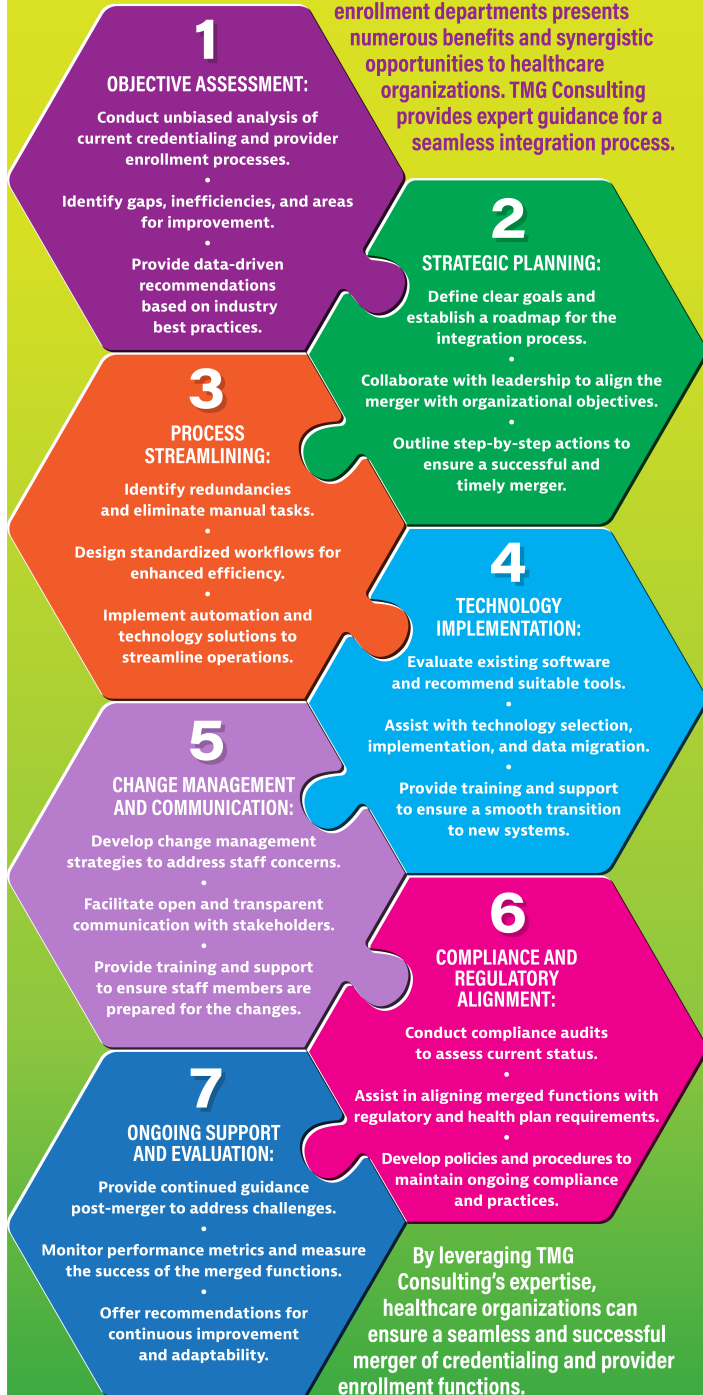 enrollment departments presents
numerous benefits and synergistic
opportunities to healthcare
organizations. TMG Consulting
provides expert guidance for a
seamless integration process.
1
OBJECTIVE ASSESSMENT:
Conduct unbiased analysis of
current credentialing and provider
enrollment processes.
•
Identify gaps, inefficiencies, and areas
for improvement.
•
Provide data-driven
recommendations
based on industry
best practices.
2
STRATEGIC PLANNING:
Define clear goals and
establish a roadmap for the
integration process.
•
Collaborate with leadership to align the
merger with organizational objectives.
•
Outline step-by-step actions to
ensure a successful and
timely merger.
3
PROCESS
STREAMLINING:
Identify redundancies
and eliminate manual tasks.
•
Design standardized workflows for
enhanced efficiency.
•
Implement automation and
technology solutions to
streamline operations.
4
TECHNOLOGY
IMPLEMENTATION:
Evaluate existing software
and recommend suitable tools.
•
Assist with technology selection,
implementation, and data migration.
•
Provide training and support
to ensure a smooth transition
to new systems.
5
CHANGE MANAGEMENT
AND COMMUNICATION:
Develop change management
strategies to address staff concerns.
•
Facilitate open and transparent
communication with stakeholders.
•
Provide training and support
to ensure staff members are
prepared for the changes.
6
COMPLIANCE AND
REGULATORY
ALIGNMENT:
Conduct compliance audits
to assess current status.
•
Assist in aligning merged functions with
regulatory and health plan requirements.
•
Develop policies and procedures to
maintain ongoing compliance
and practices.
7
ONGOING SUPPORT
AND EVALUATION:
Provide continued guidance
post-merger to address challenges.
•
Monitor performance metrics and measure
the success of the merged functions.
•
Offer recommendations for
continuous improvement
and adaptability.
By leveraging TMG
Consulting's expertise,
healthcare organizations can
ensure a seamless and successful
merger of credentialing and provider
enrollment functions.